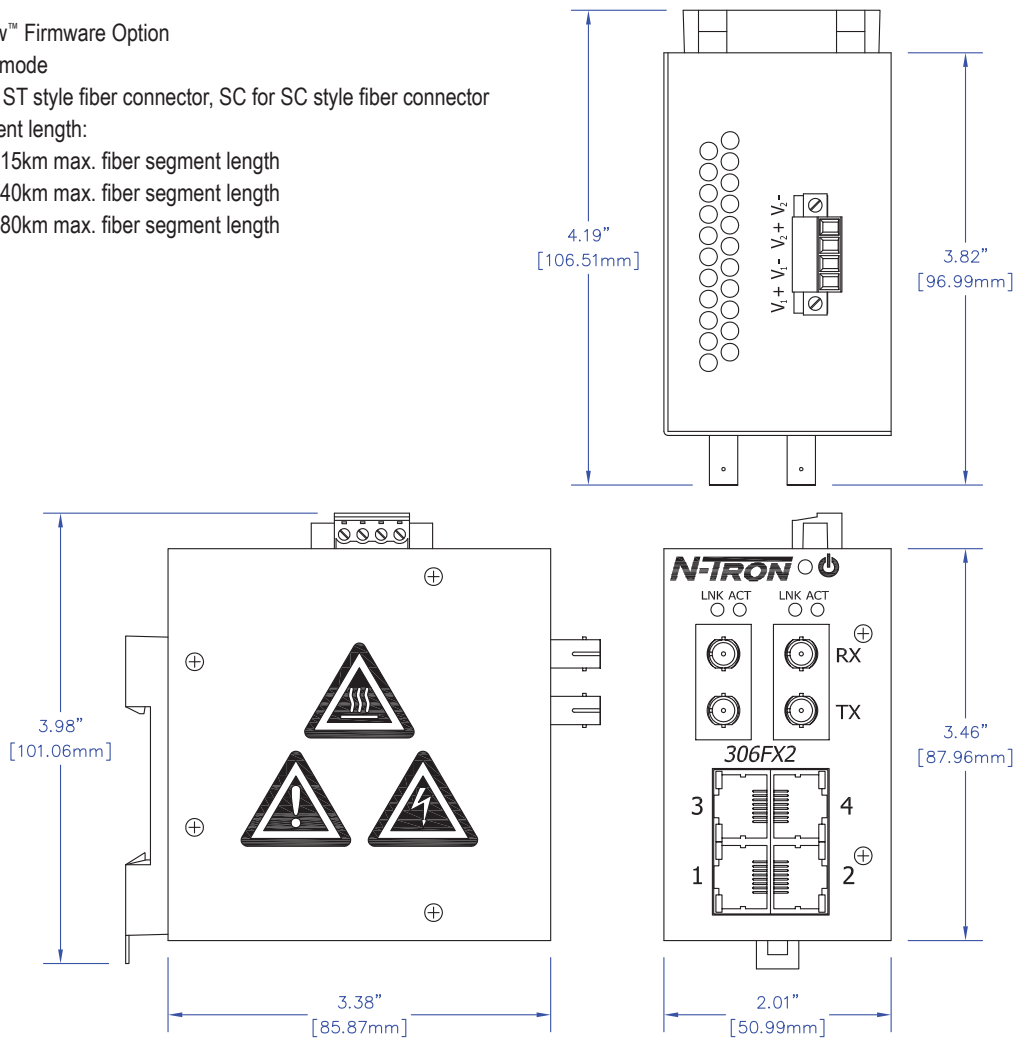 w™ Firmware Option
mode
ST style fiber connector, SC for SC style fiber connector
ent length:
15km max. fiber segment length
40km max. fiber segment length
80km max. fiber segment length
4.19"
[106.51mm]
V₁+ V₁- V₂+ V₂-
3.82"
[96.99mm]
3.98"
[101.06mm]
3.38"
[85.87mm]
N-TRON
LNK ACT LNK ACT
RX
TX
306FX2
3 4
1 2
3.46"
[87.96mm]
2.01"
[50.99mm]